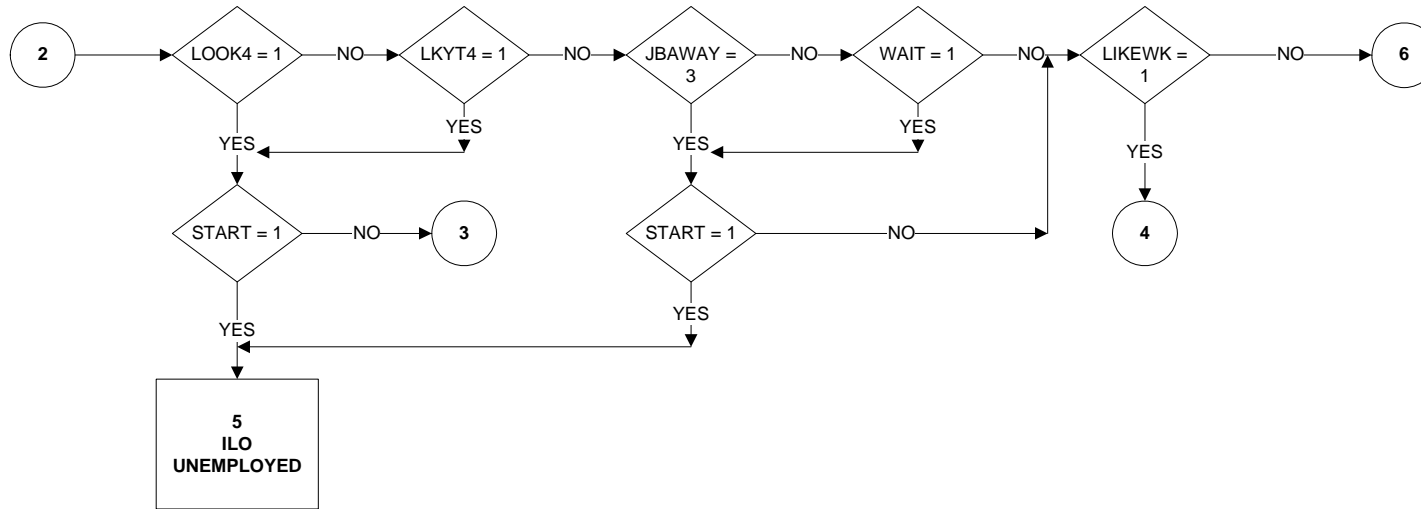 2
LOOK4 = 1
NO
LKYT4 = 1
NO
JBAWAY =
3
NO
WAIT = 1
NO
LIKEWK =
1
NO
6
YES
YES
YES
YES
YES
START = 1
NO
3
START = 1
NO
4
YES
YES
5
ILO
UNEMPLOYED